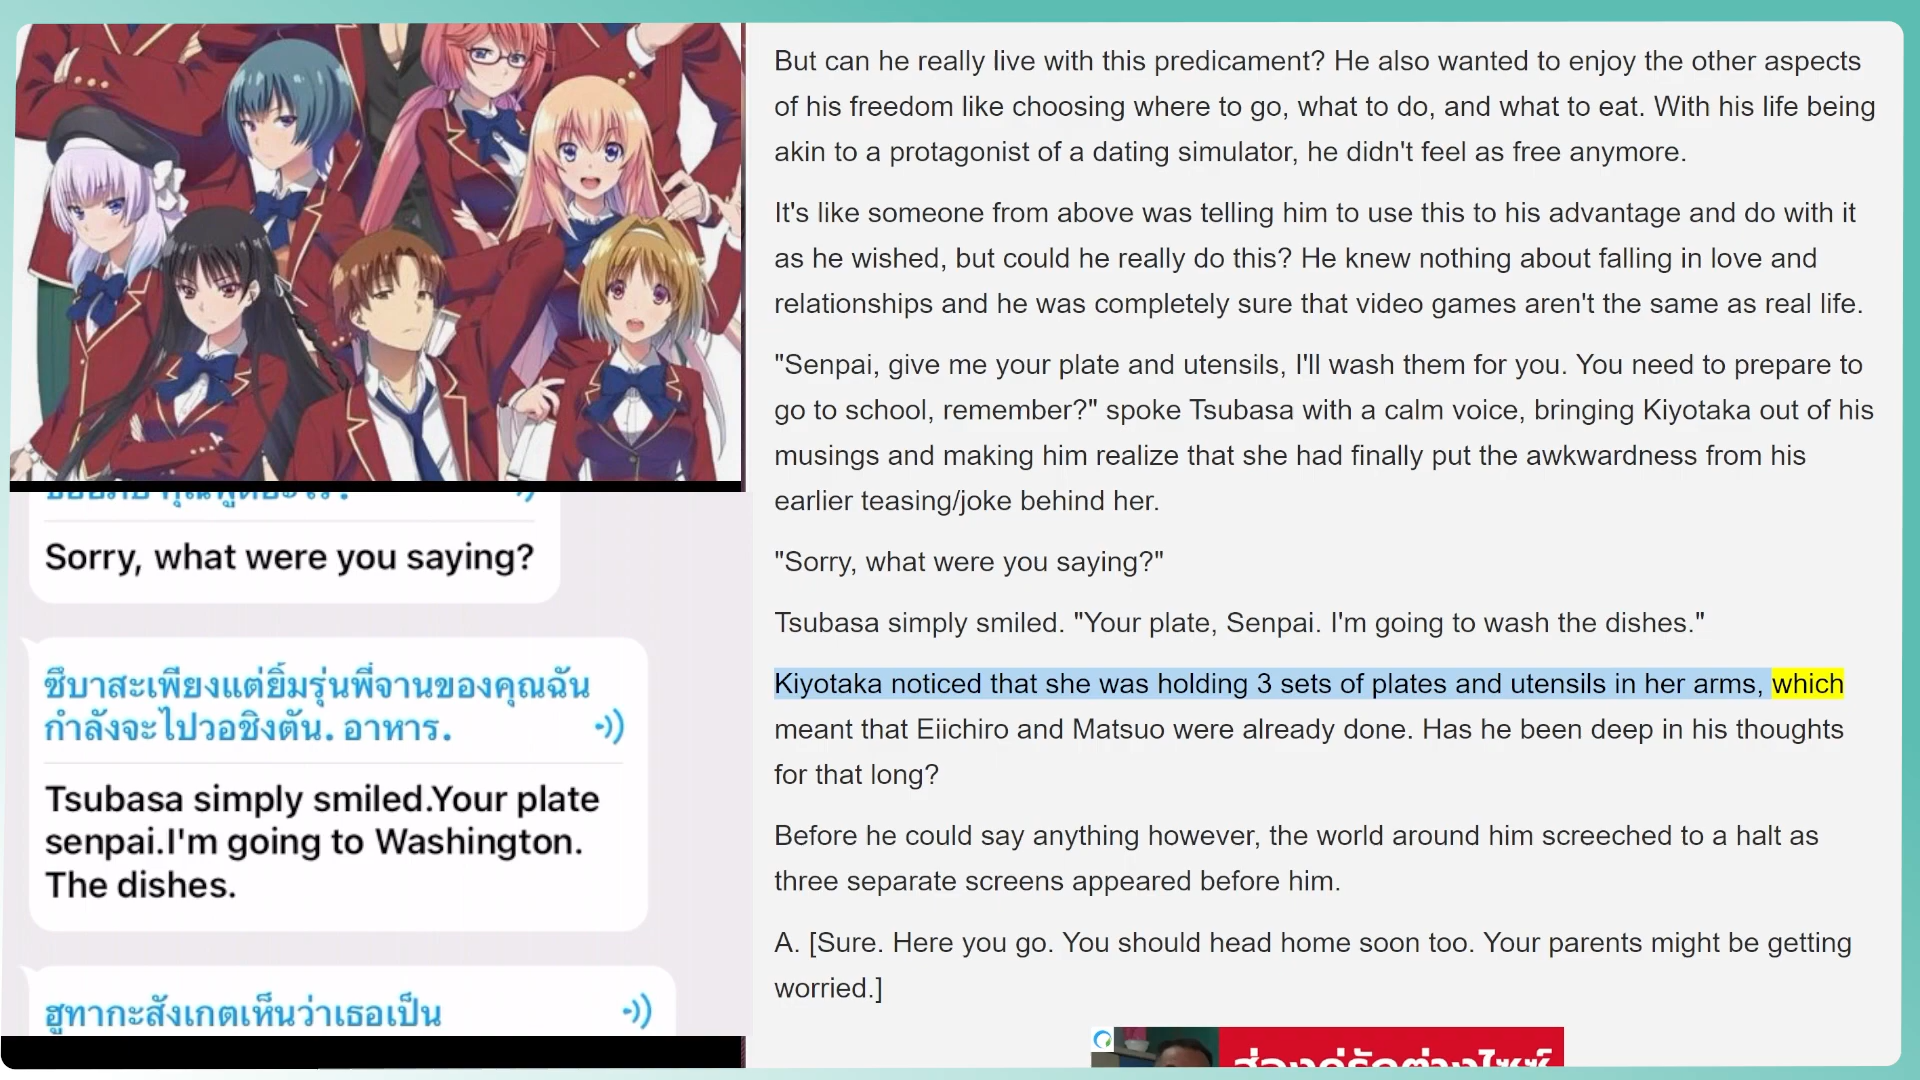 Sorry, what were you saying?
ซึบาสะเพียงแต่ยิ้มรุ่นพี่จานของคุณฉัน
กำลังจะไปวอชิงตัน. อาหาร.
Tsubasa simply smiled.Your plate
senpai.I'm going to Washington.
The dishes.
ฮูทากะสังเกตเห็นว่าเธอเป็น
But can he really live with this predicament? He also wanted to enjoy the other aspects
of his freedom like choosing where to go, what to do, and what to eat. With his life being
akin to a protagonist of a dating simulator, he didn't feel as free anymore.
It's like someone from above was telling him to use this to his advantage and do with it
as he wished, but could he really do this? He knew nothing about falling in love and
relationships and he was completely sure that video games aren't the same as real life.
"Senpai, give me your plate and utensils, I'll wash them for you. You need to prepare to
go to school, remember?" spoke Tsubasa with a calm voice, bringing Kiyotaka out of his
musings and making him realize that she had finally put the awkwardness from his
earlier teasing/joke behind her.
"Sorry, what were you saying?"
Tsubasa simply smiled. "Your plate, Senpai. I'm going to wash the dishes."
Kiyotaka noticed that she was holding 3 sets of plates and utensils in her arms, which
meant that Eiichiro and Matsuo were already done. Has he been deep in his thoughts
for that long?
Before he could say anything however, the world around him screeched to a halt as
three separate screens appeared before him.
A. [Sure. Here you go. You should head home soon too. Your parents might be getting
worried.]